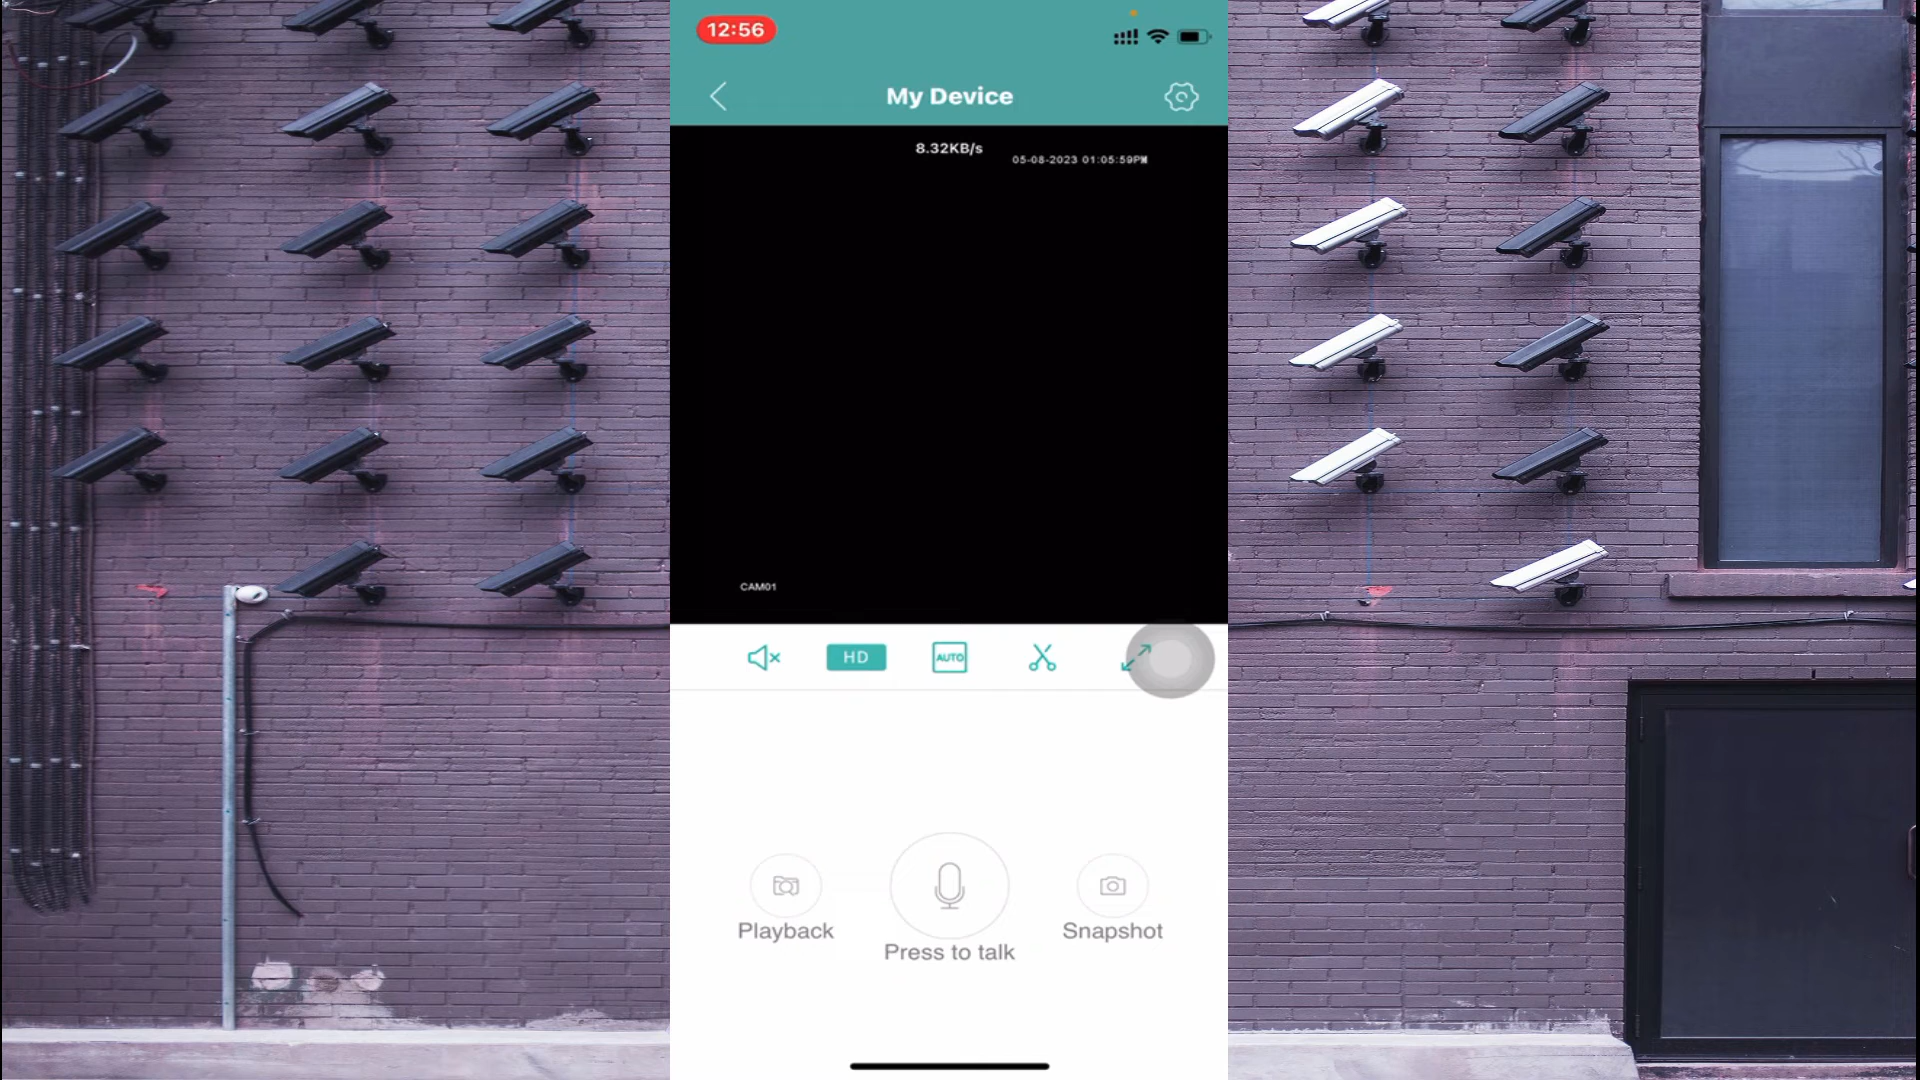 12:56
My Device
8.32KB/s
05-08-2023 01:05:59PM
CAM01
HD
AUTO
Playback
Press to talk
Snapshot